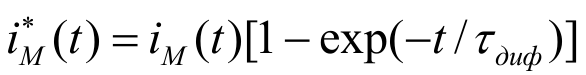 i*_M(t) = i_M(t)[1 − exp(−t / τ_диф)]